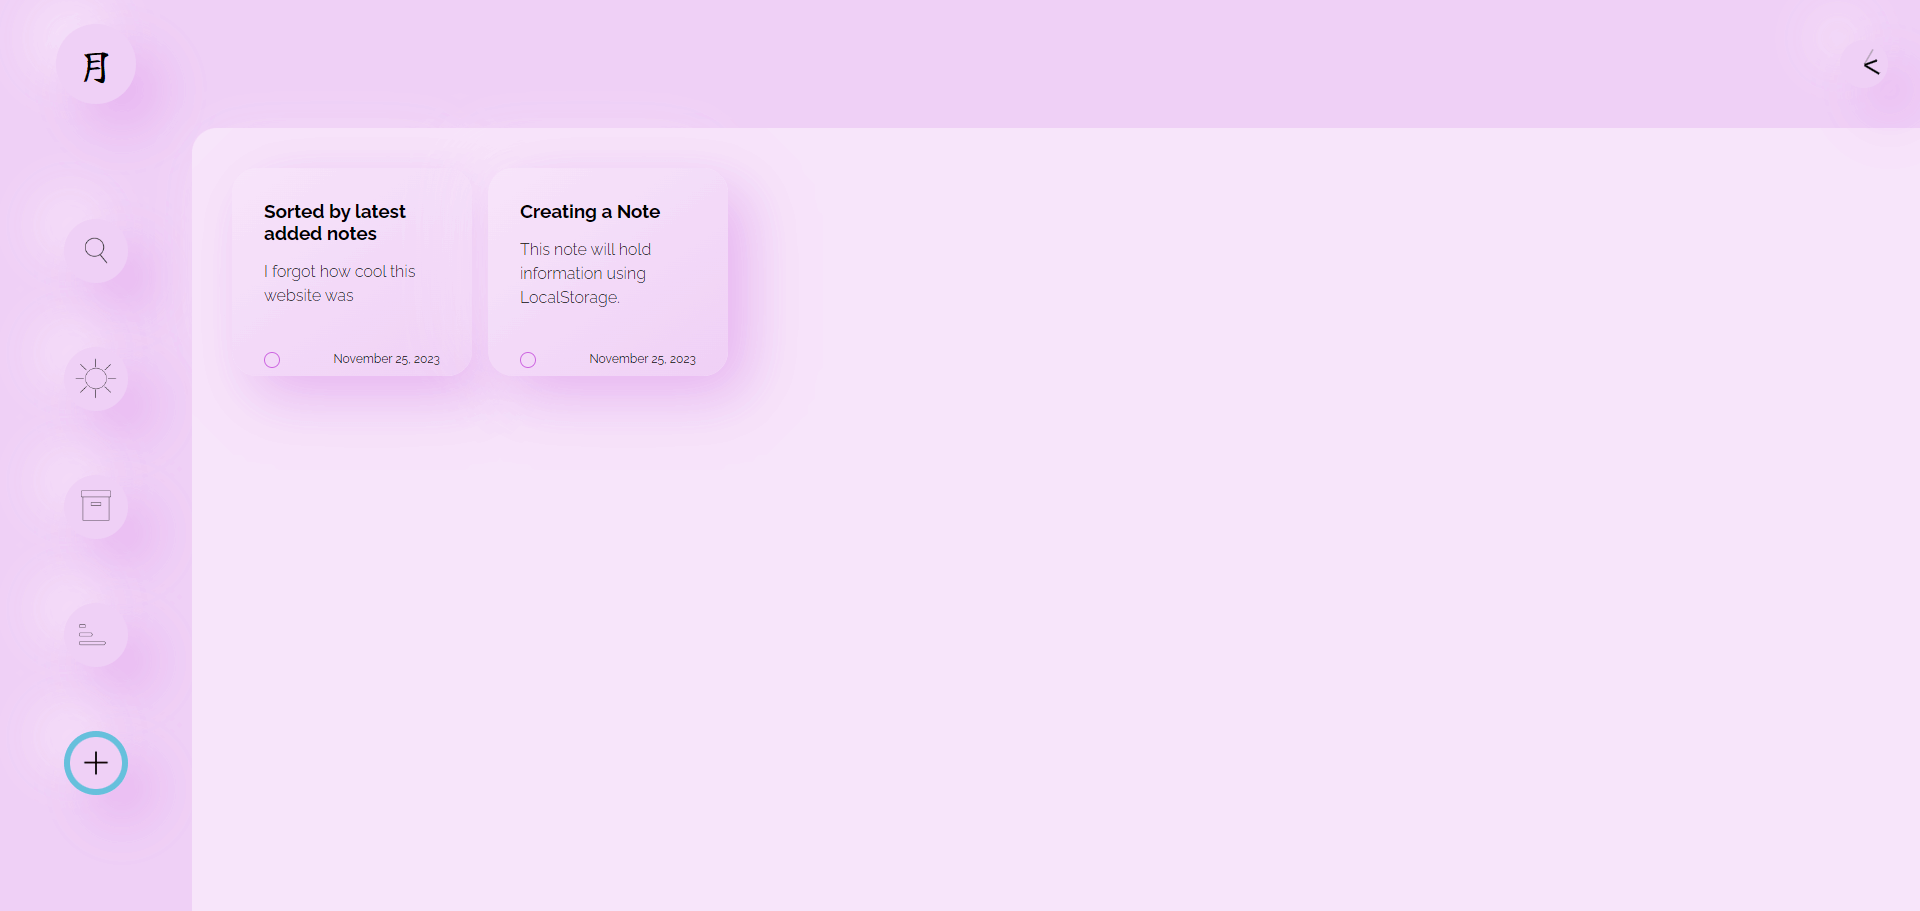 月
Sorted by latest
added notes
I forgot how cool this
website was
November 25, 2023
Creating a Note
This note will hold
information using
LocalStorage.
November 25, 2023